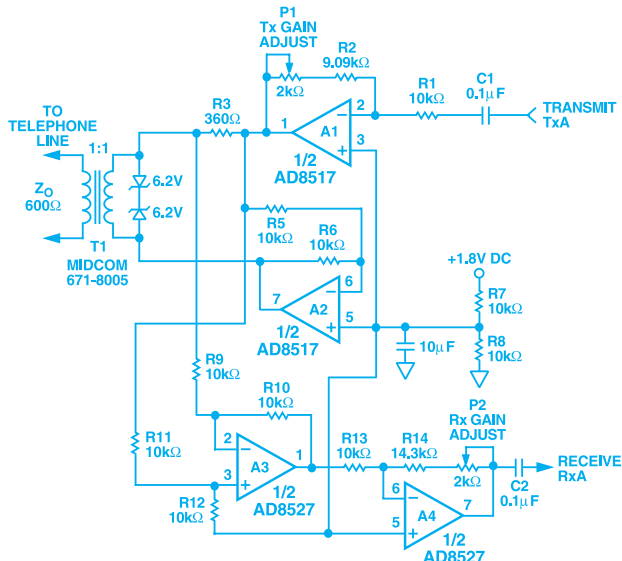 P1
Tx GAIN
ADJUST
2kΩ
R2
9.09kΩ
R1
10kΩ
C1
0.1μF
TRANSMIT
TxA
TO
TELEPHONE
LINE
1:1
ZO
600Ω
T1
MIDCOM
671-8005
6.2V
6.2V
R3
360Ω
1
A1
2
3
1/2
AD8517
R5
10kΩ
R6
10kΩ
7
A2
6
5
1/2
AD8517
+1.8V DC
R7
10kΩ
R8
10kΩ
10μF
R9
10kΩ
R10
10kΩ
R11
10kΩ
R12
10kΩ
2
3
A3
1
1/2
AD8527
R13
10kΩ
R14
14.3kΩ
P2
Rx GAIN
ADJUST
2kΩ
6
5
A4
7
1/2
AD8527
C2
0.1μF
RECEIVE
RxA